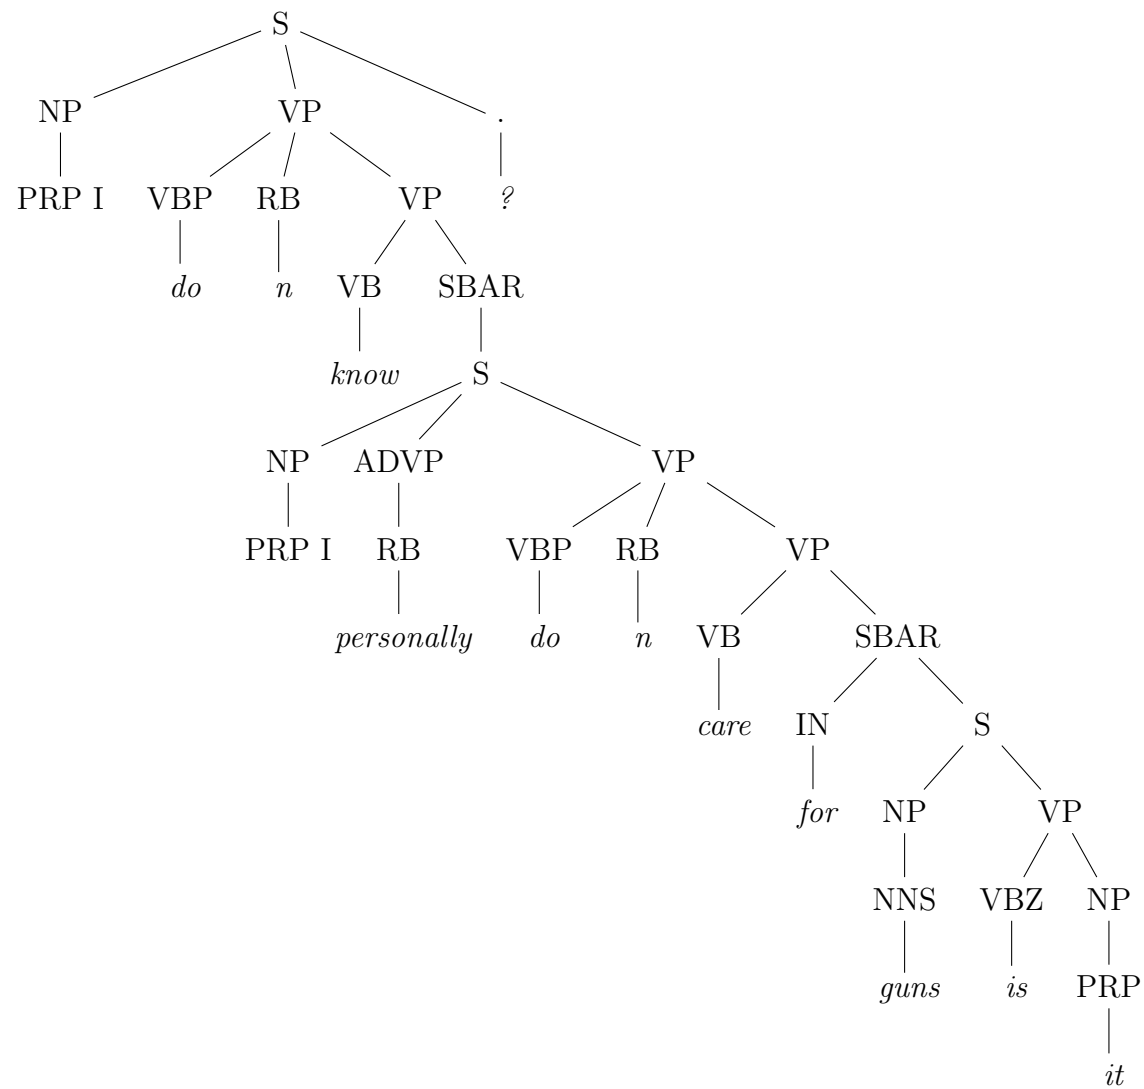 S
NP VP .
PRP I VBP RB VP ?
do n VB SBAR
know S
NP ADVP VP
PRP I RB VBP RB VP
personally do n VB SBAR
care IN S
for NP VP
NNS VBZ NP
guns is PRP
it